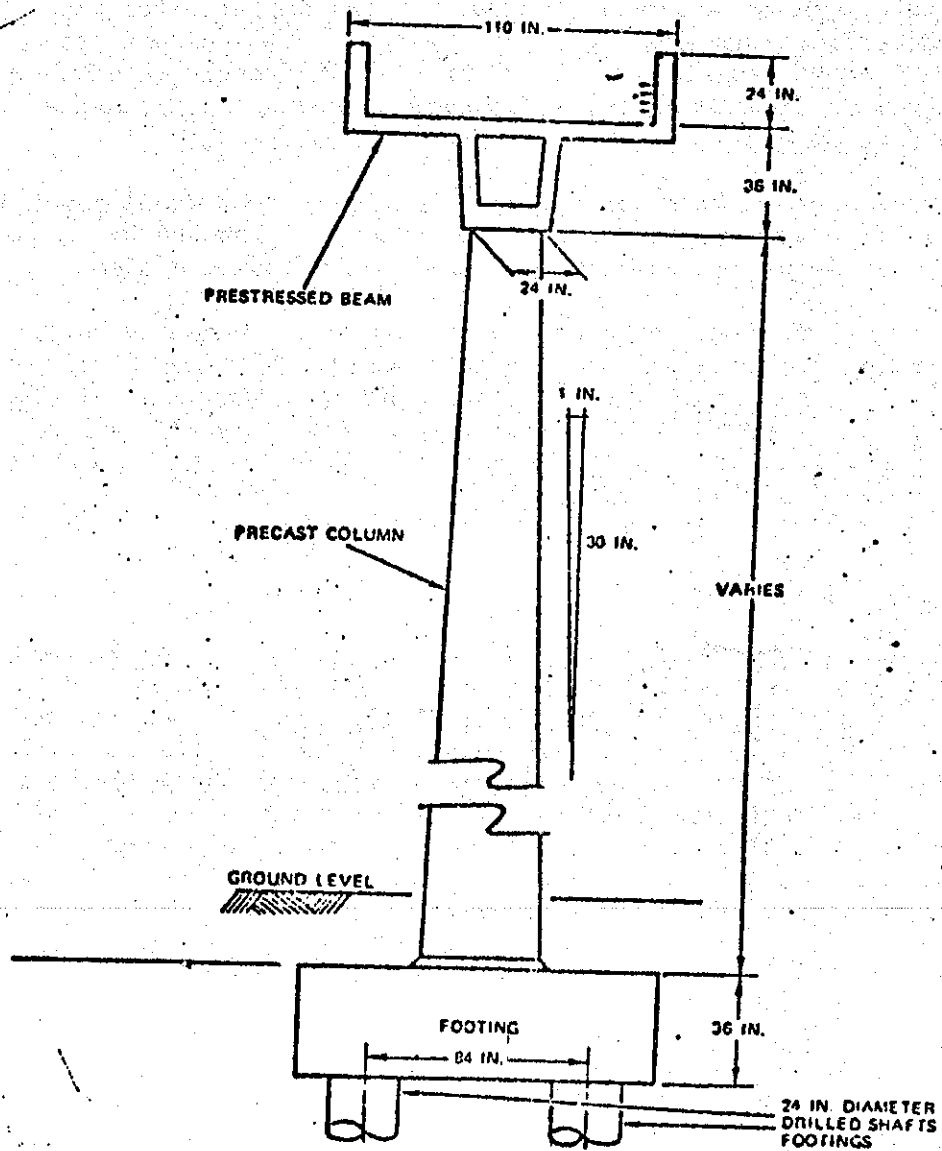 110 IN.
24 IN.
36 IN.
24 IN.
PRESTRESSED BEAM
1 IN.
30 IN.
PRECAST COLUMN
VARIES
GROUND LEVEL
FOOTING
36 IN.
84 IN.
24 IN. DIAMETER
DRILLED SHAFTS
FOOTINGS